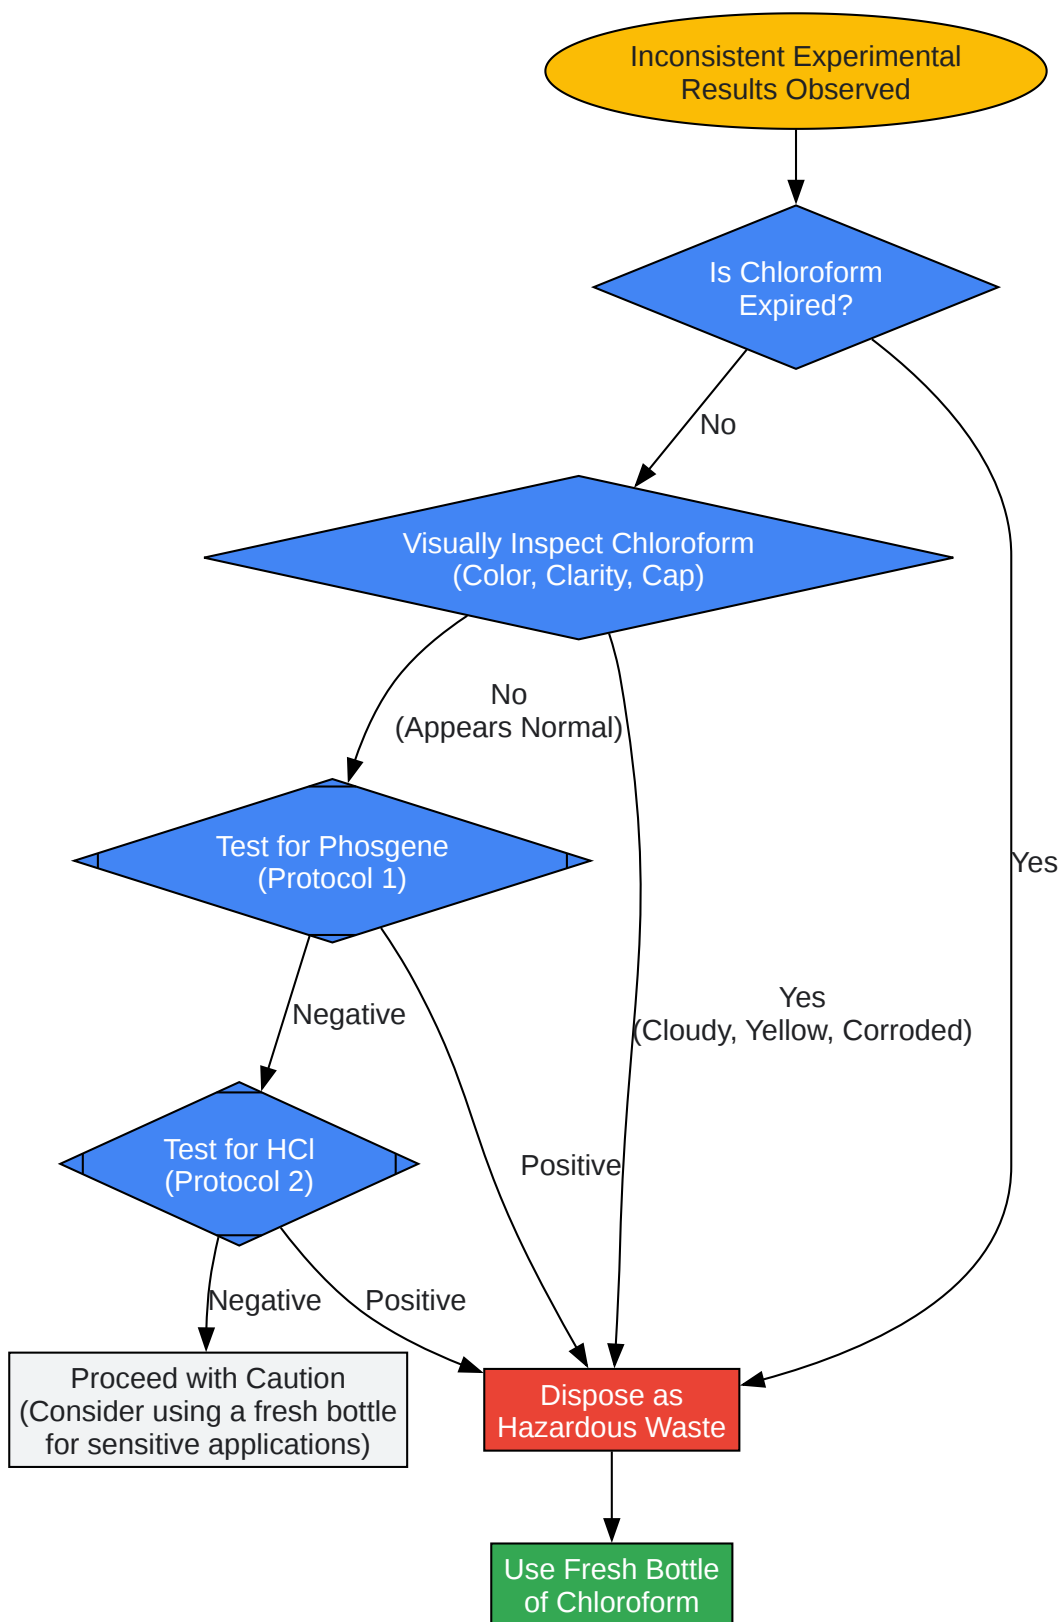 Inconsistent Experimental
Results Observed
Is Chloroform
Expired?
No
Visually Inspect Chloroform
(Color, Clarity, Cap)
No
(Appears Normal)
Test for Phosgene
(Protocol 1)
Yes
Yes
(Cloudy, Yellow, Corroded)
Negative
Test for HCl
(Protocol 2)
Positive
Negative
Positive
Proceed with Caution
(Consider using a fresh bottle
for sensitive applications)
Dispose as
Hazardous Waste
Use Fresh Bottle
of Chloroform